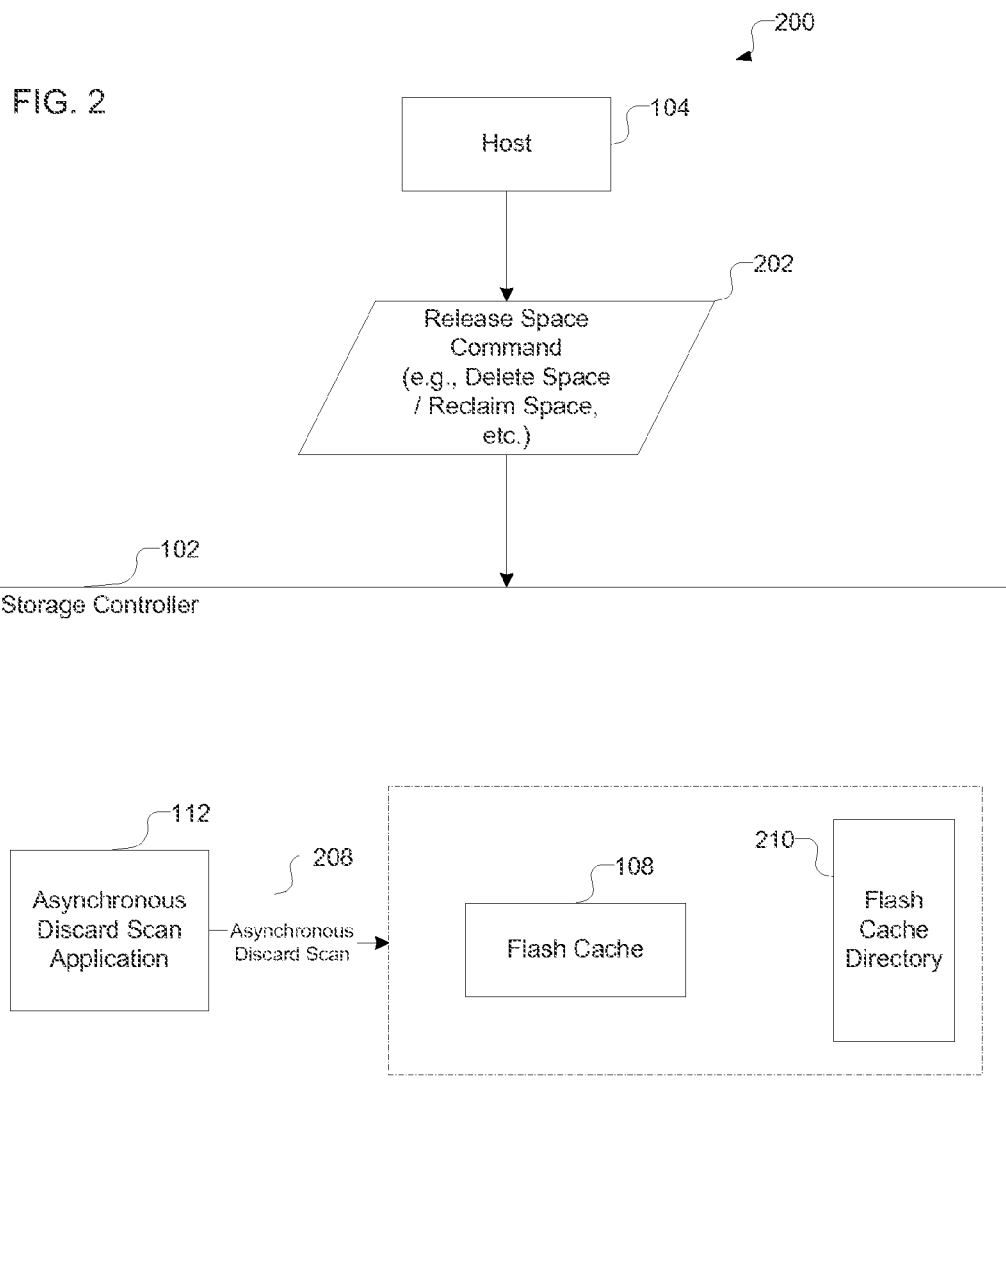 200
FIG. 2
104
Host
202
Release Space
Command
(e.g., Delete Space
/ Reclaim Space,
etc.)
102
Storage Controller
112
Asynchronous
Discard Scan
Application
208
Asynchronous
Discard Scan
108
Flash Cache
210
Flash
Cache
Directory